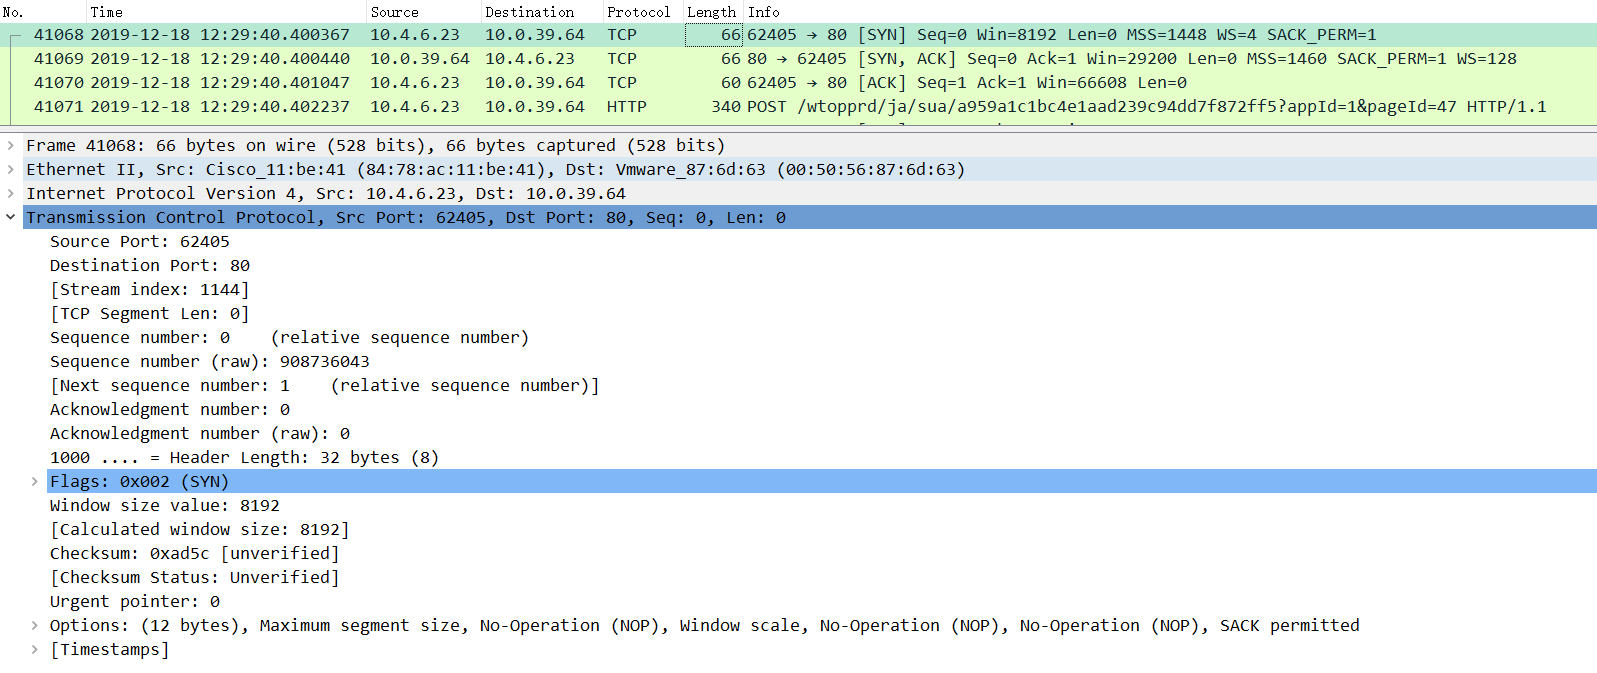 No. Time Source Destination Protocol Length Info
41068 2019-12-18 12:29:40.400367 10.4.6.23 10.0.39.64 TCP 66 62405 → 80 [SYN] Seq=0 Win=8192 Len=0 MSS=1448 WS=4 SACK_PERM=1
41069 2019-12-18 12:29:40.400440 10.0.39.64 10.4.6.23 TCP 66 80 → 62405 [SYN, ACK] Seq=0 Ack=1 Win=29200 Len=0 MSS=1460 SACK_PERM=1 WS=128
41070 2019-12-18 12:29:40.401047 10.4.6.23 10.0.39.64 TCP 60 62405 → 80 [ACK] Seq=1 Ack=1 Win=66608 Len=0
41071 2019-12-18 12:29:40.402237 10.4.6.23 10.0.39.64 HTTP 340 POST /wtopprd/ja/sua/a959a1c1bc4e1aad239c94dd7f872ff5?appId=1&pageId=47 HTTP/1.1
Frame 41068: 66 bytes on wire (528 bits), 66 bytes captured (528 bits)
Ethernet II, Src: Cisco_11:be:41 (84:78:ac:11:be:41), Dst: Vmware_87:6d:63 (00:50:56:87:6d:63)
Internet Protocol Version 4, Src: 10.4.6.23, Dst: 10.0.39.64
Transmission Control Protocol, Src Port: 62405, Dst Port: 80, Seq: 0, Len: 0
Source Port: 62405
Destination Port: 80
[Stream index: 1144]
[TCP Segment Len: 0]
Sequence number: 0 (relative sequence number)
Sequence number (raw): 908736043
[Next sequence number: 1 (relative sequence number)]
Acknowledgment number: 0
Acknowledgment number (raw): 0
1000 .... = Header Length: 32 bytes (8)
Flags: 0x002 (SYN)
Window size value: 8192
[Calculated window size: 8192]
Checksum: 0xad5c [unverified]
[Checksum Status: Unverified]
Urgent pointer: 0
Options: (12 bytes), Maximum segment size, No-Operation (NOP), Window scale, No-Operation (NOP), No-Operation (NOP), SACK permitted
[Timestamps]